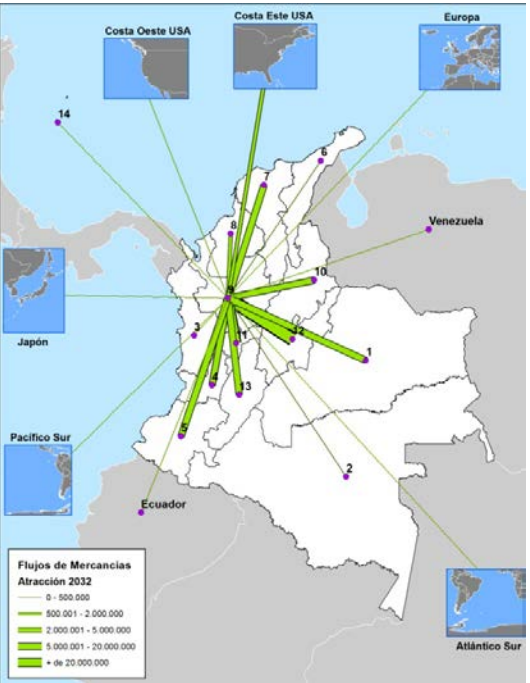 Costa Oeste USA
Costa Este USA
Europa
14
6
7
8
Venezuela
10
9
Japón
3
11
12
1
4
13
5
2
Pacífico Sur
Ecuador
Flujos de Mercancias
Atracción 2032
0 - 500.000
500.001 - 2.000.000
2.000.001 - 5.000.000
5.000.001 - 20.000.000
+ de 20.000.000
Atlántico Sur